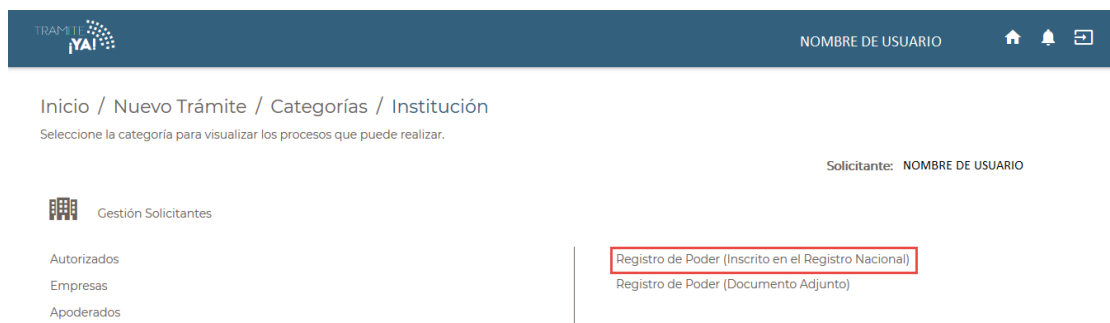 TRAMITE
¡YA!
NOMBRE DE USUARIO
Inicio / Nuevo Trámite / Categorías / Institución
Seleccione la categoría para visualizar los procesos que puede realizar.
Solicitante: NOMBRE DE USUARIO
Gestión Solicitantes
Autorizados
Empresas
Apoderados
Registro de Poder (Inscrito en el Registro Nacional)
Registro de Poder (Documento Adjunto)